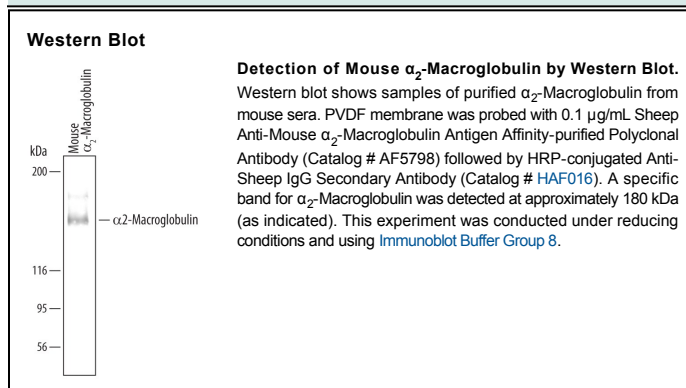 Western Blot
Mouse
α2-Macroglobulin
kDa
200
α2-Macroglobulin
116
95
56
Detection of Mouse α2-Macroglobulin by Western Blot.
Western blot shows samples of purified α2-Macroglobulin from
mouse sera. PVDF membrane was probed with 0.1 µg/mL Sheep
Anti-Mouse α2-Macroglobulin Antigen Affinity-purified Polyclonal
Antibody (Catalog # AF5798) followed by HRP-conjugated Anti-
Sheep IgG Secondary Antibody (Catalog # HAF016). A specific
band for α2-Macroglobulin was detected at approximately 180 kDa
(as indicated). This experiment was conducted under reducing
conditions and using Immunoblot Buffer Group 8.